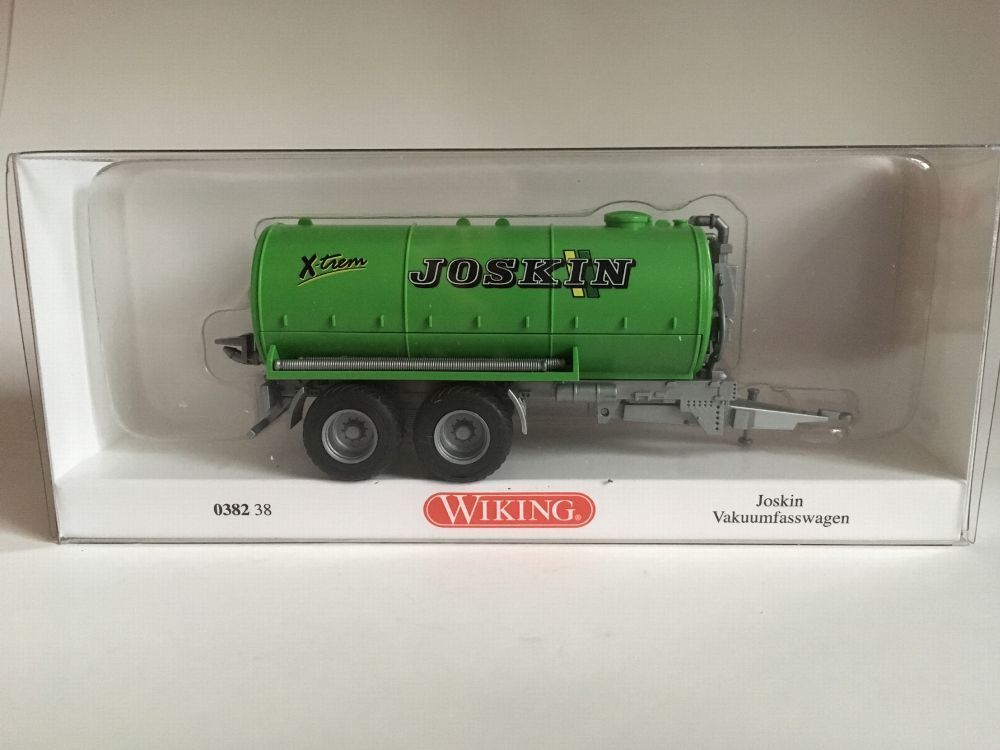 X-trem
JOSKIN
0382 38
WIKING®
Joskin
Vakuumfasswagen